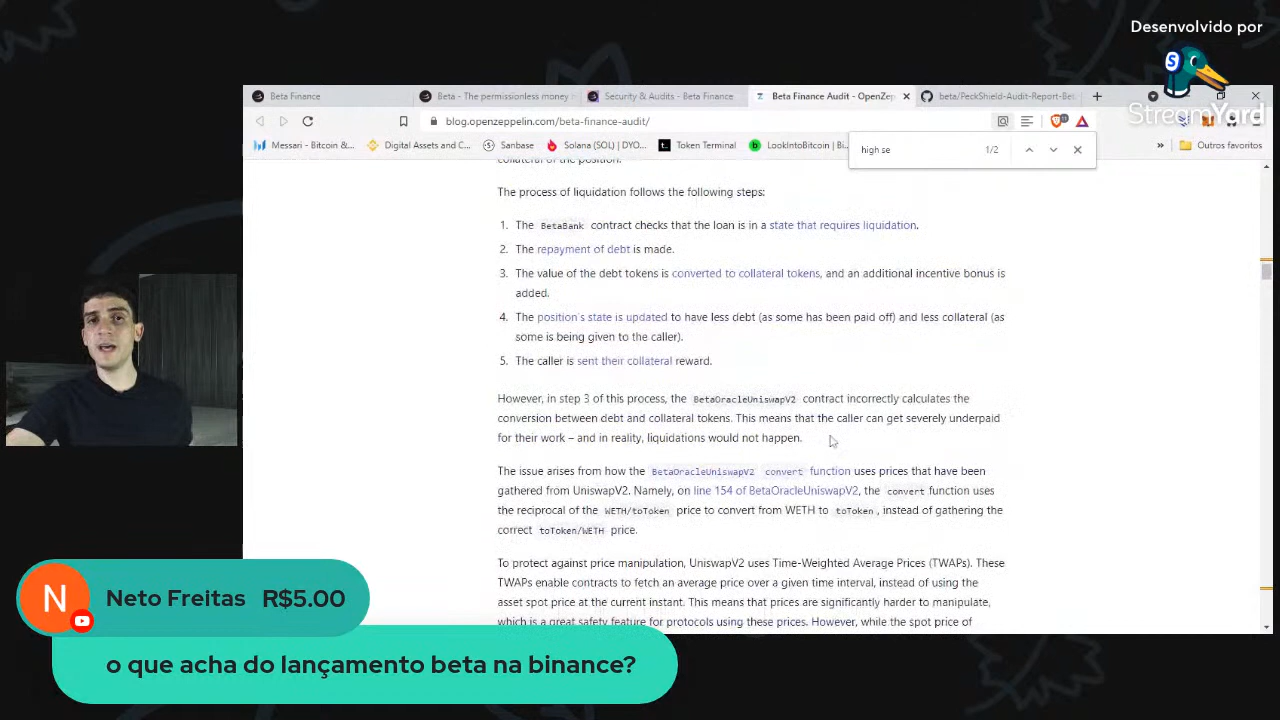 Desenvolvido por
S
StreamYard
Beta Finance
Beta - The permissionless money
Security & Audits - Beta Finance
Beta Finance Audit - OpenZep
beta/PeckShield-Audit-Report-Bet
blog.openzeppelin.com/beta-finance-audit/
Messari - Bitcoin &...
Digital Assets and C...
Sanbase
Solana (SOL) | DYO...
Token Terminal
LookIntoBitcoin | Bi...
Outros favoritos
high se
1/2
collateral of the position.
The process of liquidation follows the following steps:
1. The BetaBank contract checks that the loan is in a state that requires liquidation.
2. The repayment of debt is made.
3. The value of the debt tokens is converted to collateral tokens, and an additional incentive bonus is
added.
4. The position's state is updated to have less debt (as some has been paid off) and less collateral (as
some is being given to the caller).
5. The caller is sent their collateral reward.
However, in step 3 of this process, the BetaOracleUniswapV2 contract incorrectly calculates the
conversion between debt and collateral tokens. This means that the caller can get severely underpaid
for their work – and in reality, liquidations would not happen.
The issue arises from how the BetaOracleUniswapV2 convert function uses prices that have been
gathered from UniswapV2. Namely, on line 154 of BetaOracleUniswapV2, the convert function uses
the reciprocal of the WETH/toToken price to convert from WETH to toToken, instead of gathering the
correct toToken/WETH price.
To protect against price manipulation, UniswapV2 uses Time-Weighted Average Prices (TWAPs). These
TWAPs enable contracts to fetch an average price over a given time interval, instead of using the
asset spot price at the current instant. This means that prices are significantly harder to manipulate,
which is a great safety feature for protocols using these prices. However, while the spot price of
N
Neto Freitas R$5.00
o que acha do lançamento beta na binance?